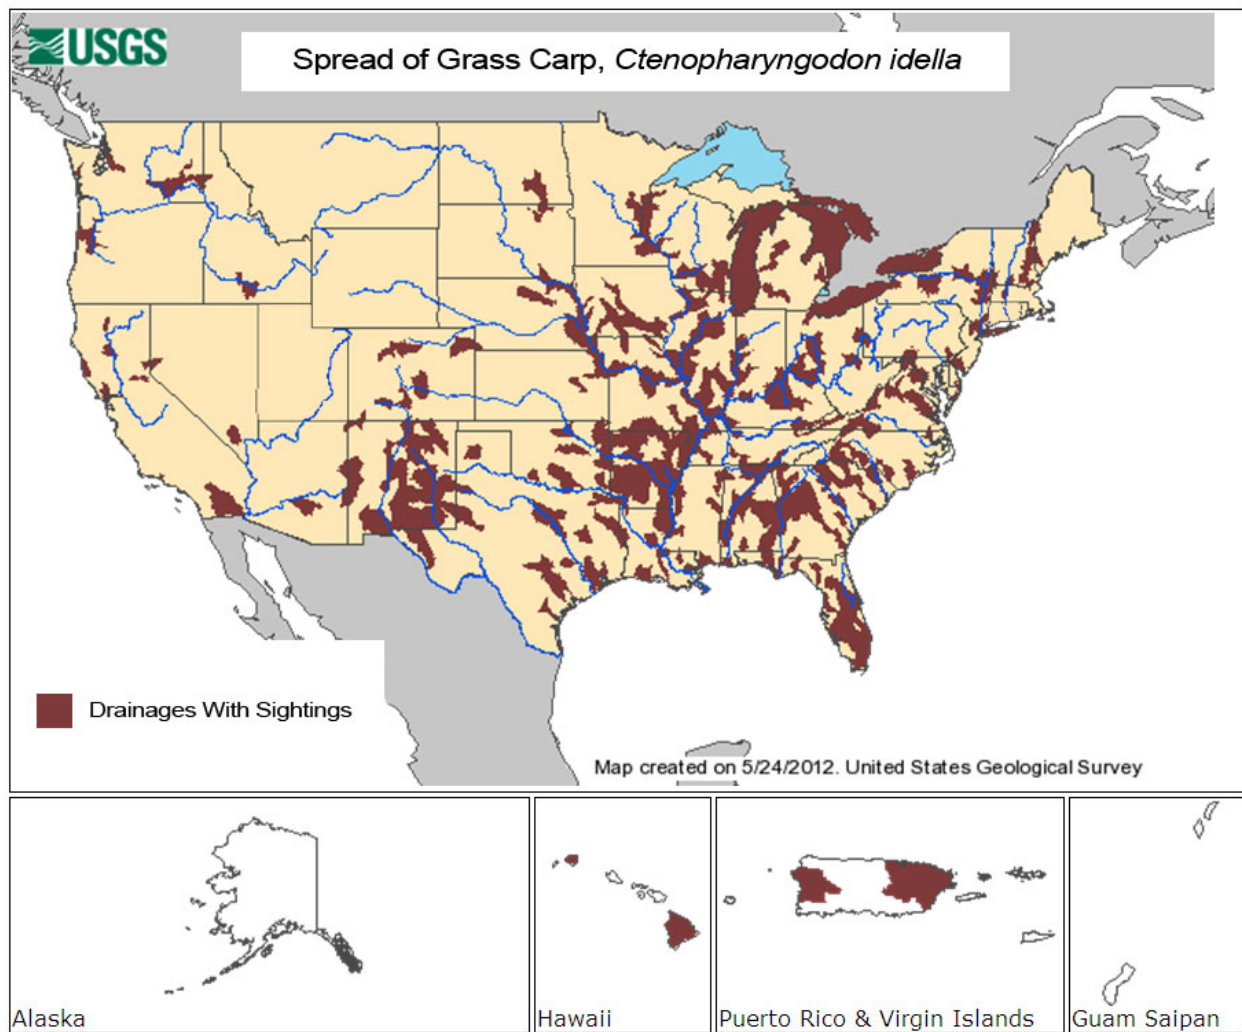 USGS
Spread of Grass Carp, Ctenopharyngodon idella
Drainages With Sightings
Map created on 5/24/2012. United States Geological Survey
Alaska
Hawaii
Puerto Rico & Virgin Islands
Guam Saipan